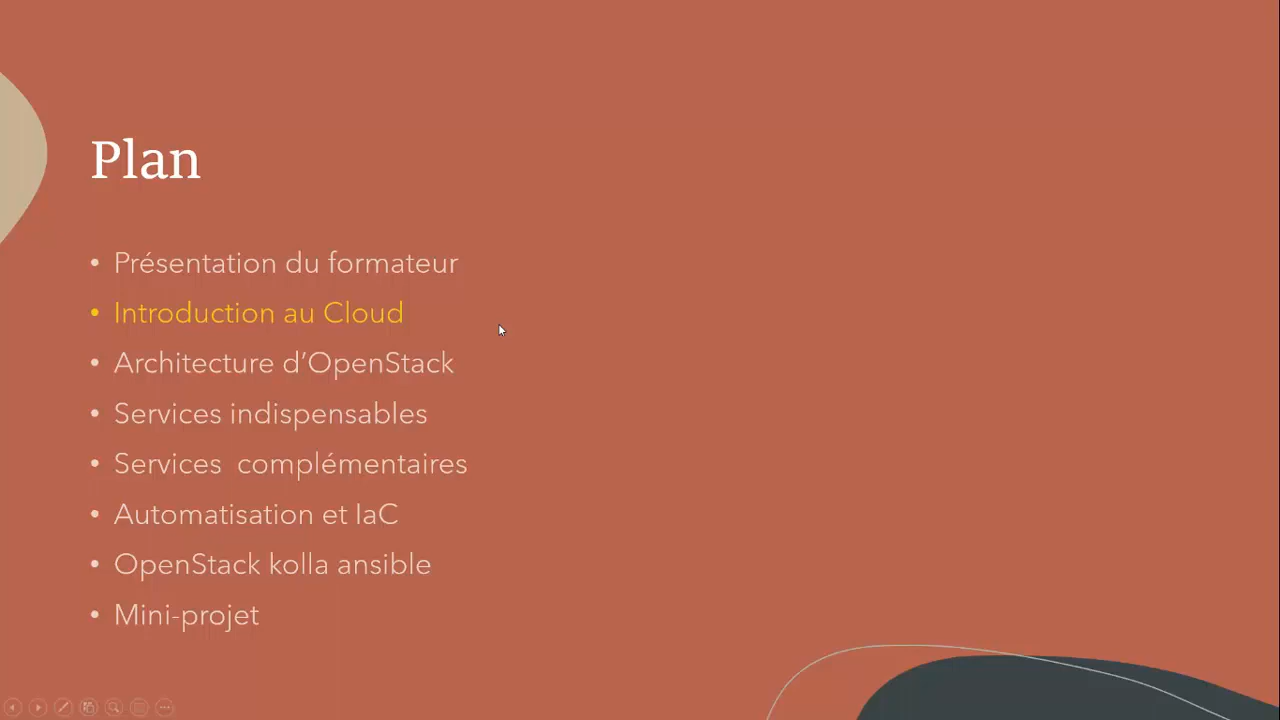 Plan
• Présentation du formateur
• Introduction au Cloud
• Architecture d’OpenStack
• Services indispensables
• Services  complémentaires
• Automatisation et IaC
• OpenStack kolla ansible
• Mini-projet